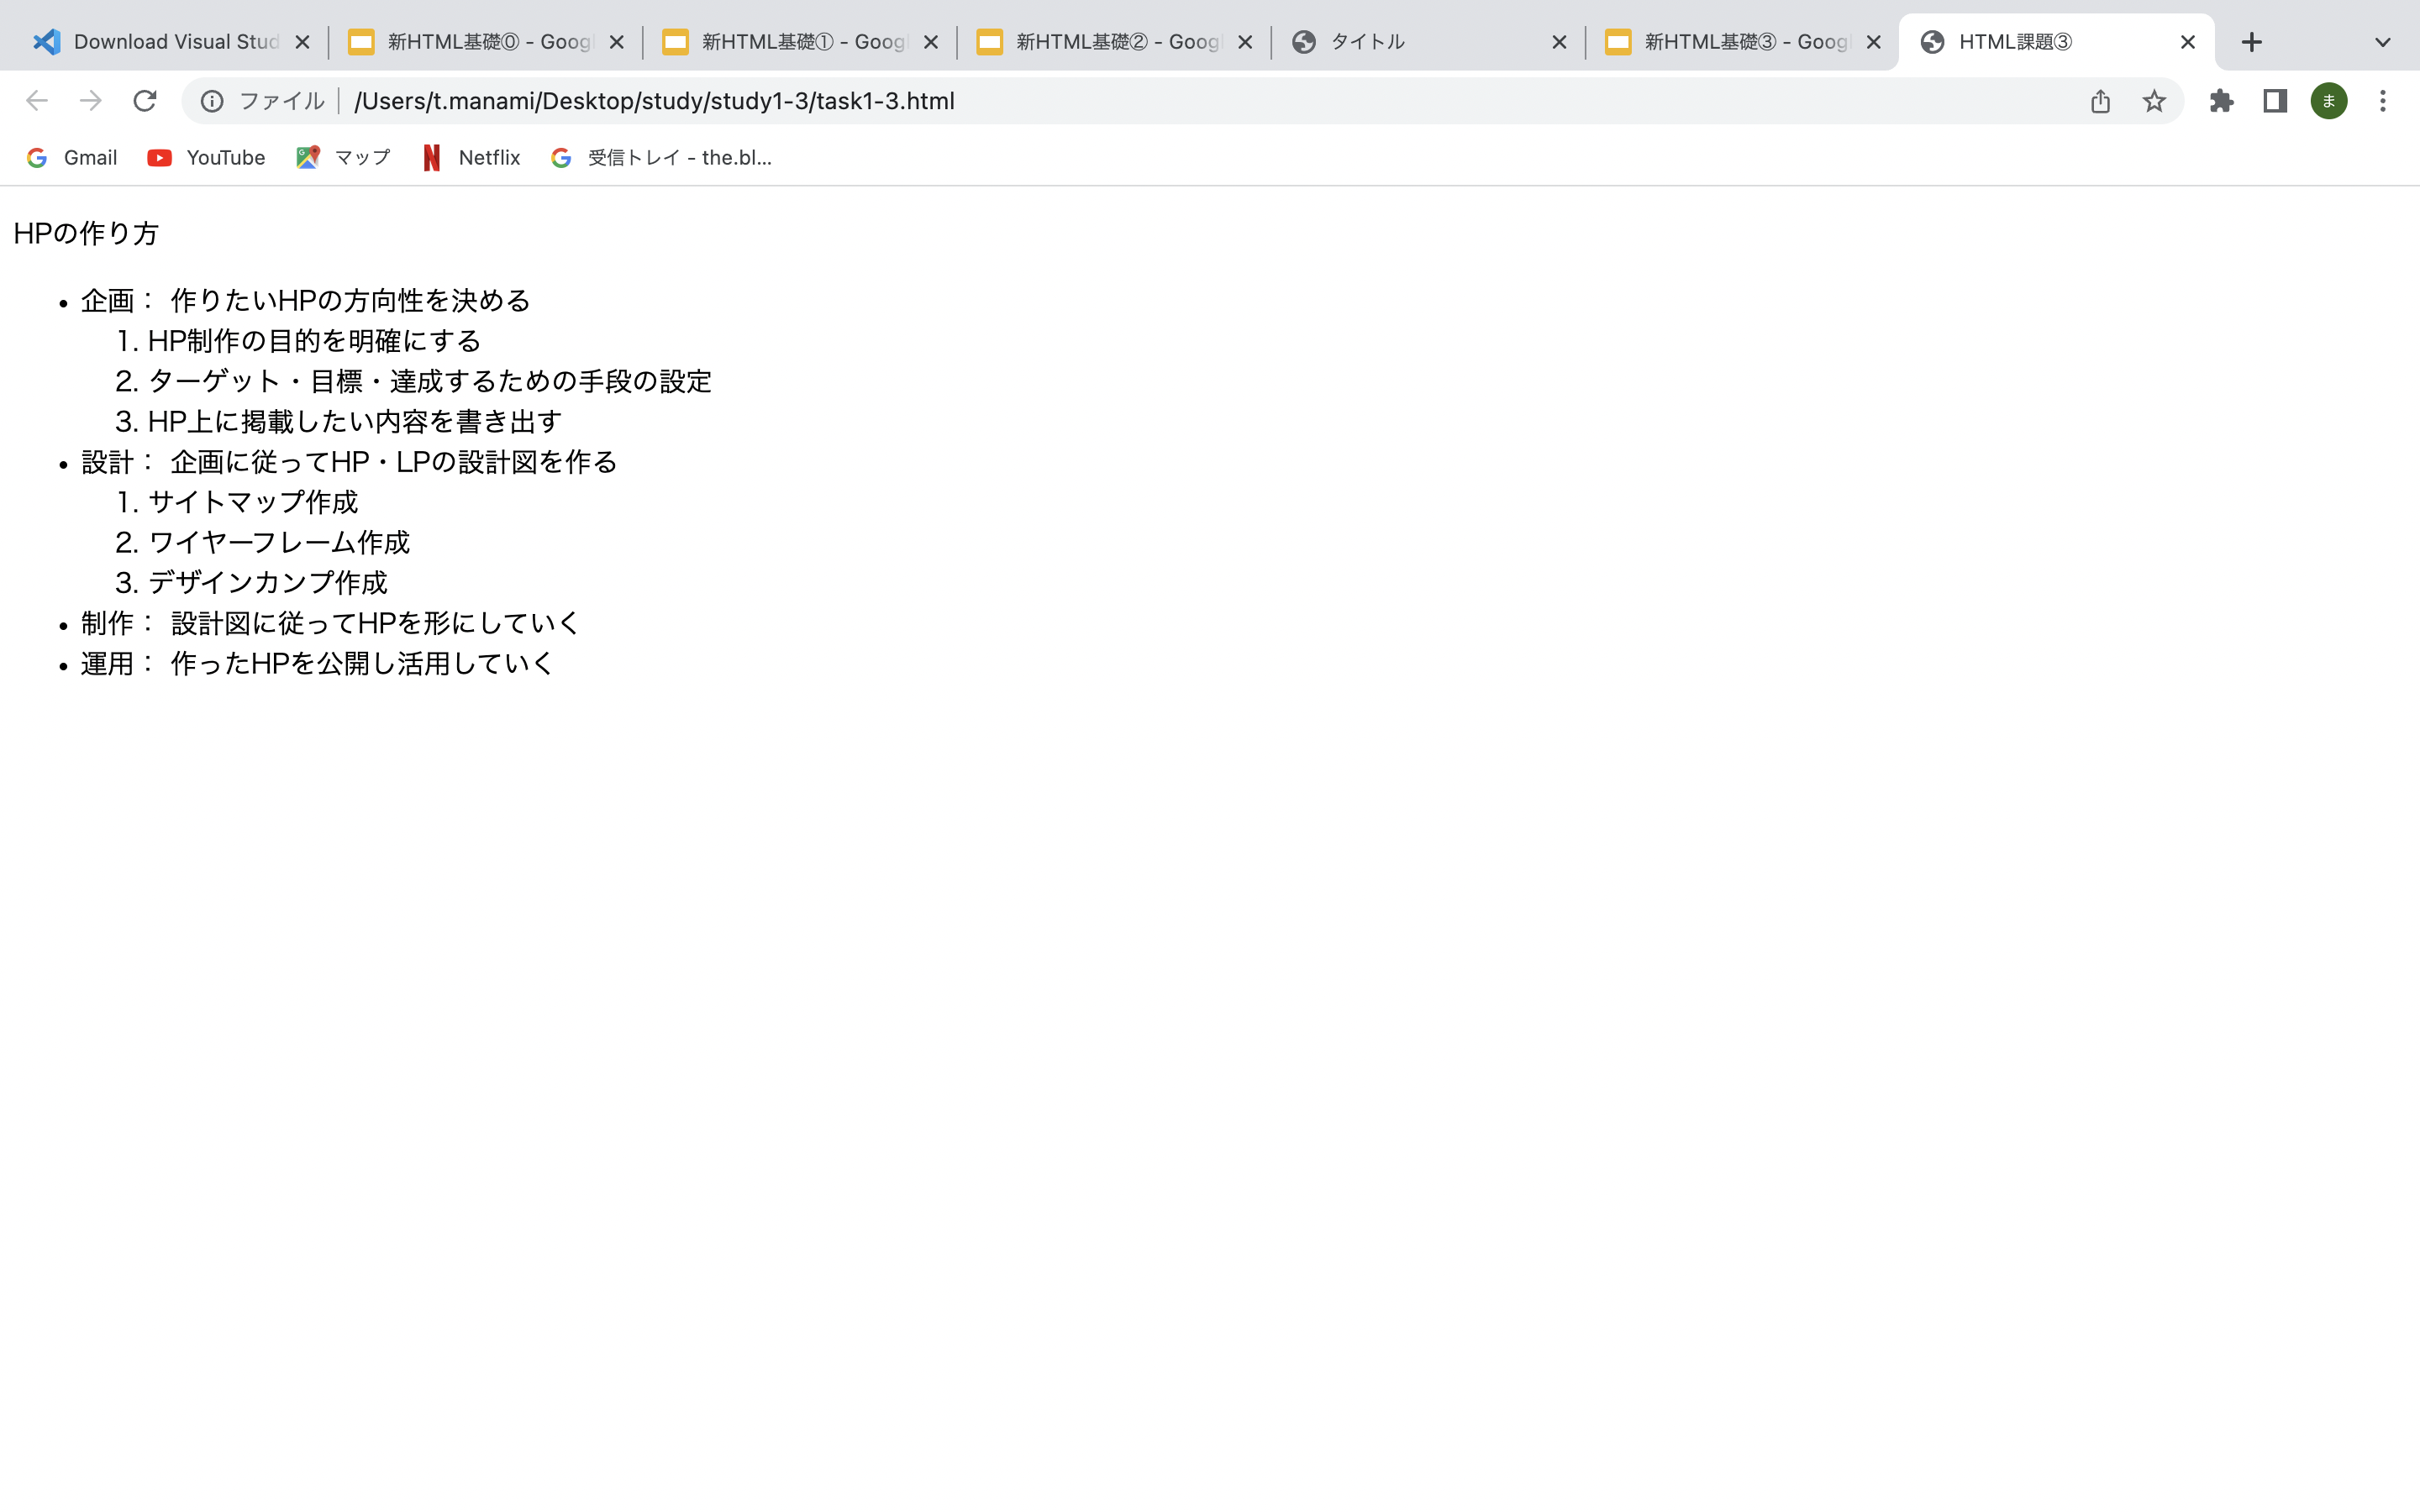 Download Visual Stud
新HTML基礎⓪ - Goog
新HTML基礎① - Goog
新HTML基礎② - Goog
タイトル
新HTML基礎③ - Goog
HTML課題③
ファイル
/Users/t.manami/Desktop/study/study1-3/task1-3.html
ま
Gmail
YouTube
マップ
Netflix
受信トレイ - the.bl...
HPの作り方
• 企画： 作りたいHPの方向性を決める
1. HP制作の目的を明確にする
2. ターゲット・目標・達成するための手段の設定
3. HP上に掲載したい内容を書き出す
• 設計： 企画に従ってHP・LPの設計図を作る
1. サイトマップ作成
2. ワイヤーフレーム作成
3. デザインカンプ作成
• 制作： 設計図に従ってHPを形にしていく
• 運用： 作ったHPを公開し活用していく